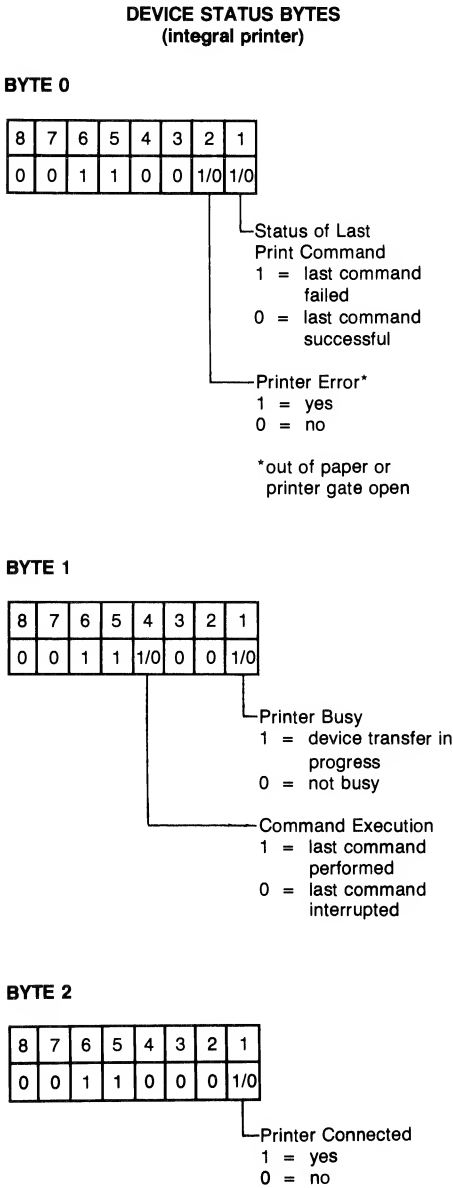 DEVICE STATUS BYTES
(integral printer)
BYTE 0
8 7 6 5 4 3 2 1
0 0 1 1 0 0 1/0 1/0
Status of Last
Print Command
1 = last command
failed
0 = last command
successful
Printer Error*
1 = yes
0 = no
*out of paper or
printer gate open
BYTE 1
8 7 6 5 4 3 2 1
0 0 1 1 1/0 0 0 1/0
Printer Busy
1 = device transfer in
progress
0 = not busy
Command Execution
1 = last command
performed
0 = last command
interrupted
BYTE 2
8 7 6 5 4 3 2 1
0 0 1 1 0 0 0 1/0
Printer Connected
1 = yes
0 = no